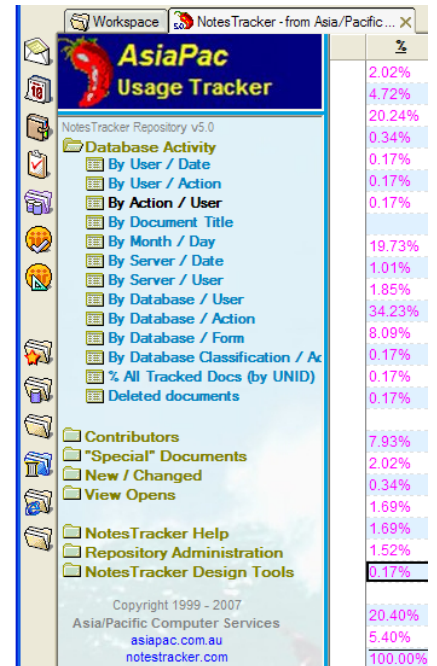 Workspace
NotesTracker - from Asia/Pacific ...
5.0
18
AsiaPac
Usage Tracker
NotesTracker Repository v5.0
Database Activity
By User / Date
By User / Action
By Action / User
By Document Title
By Month / Day
By Server / Date
By Server / User
By Database / User
By Database / Action
By Database / Form
By Database Classification / Ac
% All Tracked Docs (by UNID)
Deleted documents
Contributors
"Special" Documents
New / Changed
View Opens
NotesTracker Help
Repository Administration
NotesTracker Design Tools
Copyright 1999 - 2007
Asia/Pacific Computer Services
asiapac.com.au
notestracker.com
%
2.02%
4.72%
20.24%
0.34%
0.17%
0.17%
0.17%
19.73%
1.01%
1.85%
34.23%
8.09%
0.17%
0.17%
0.17%
7.93%
2.02%
0.34%
1.69%
1.69%
1.52%
0.17%
20.40%
5.40%
100.00%